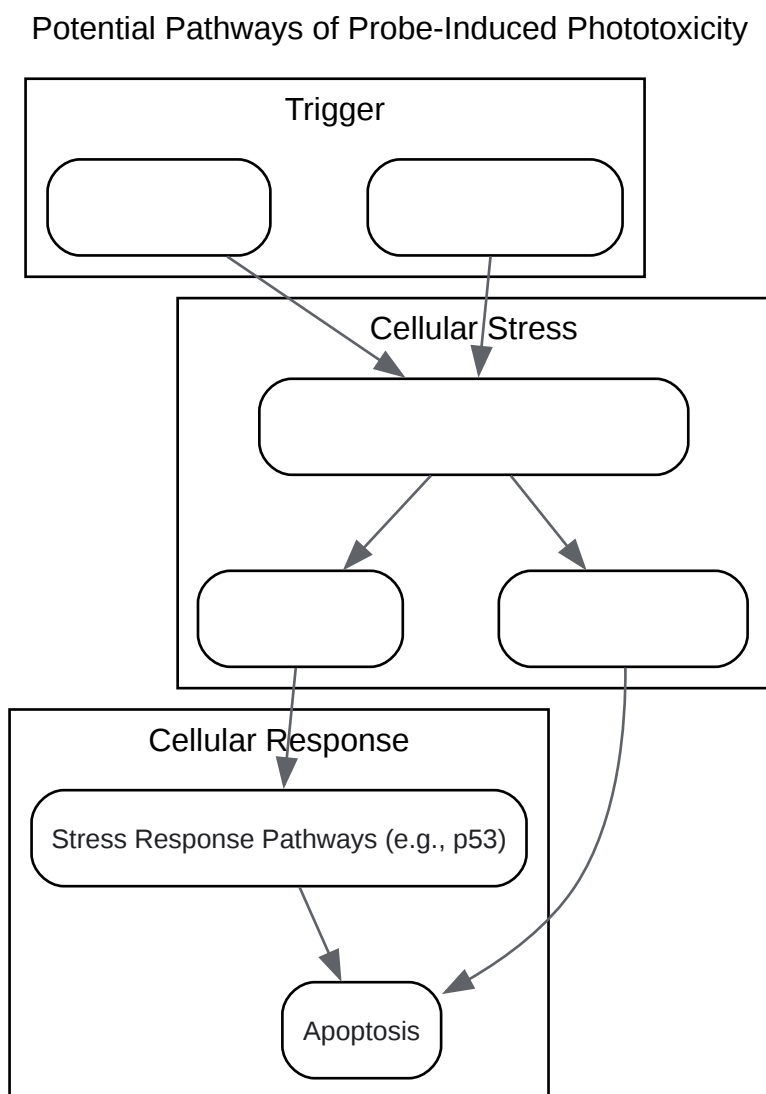 Potential Pathways of Probe-Induced Phototoxicity
Trigger
Cellular Stress
Cellular Response
Stress Response Pathways (e.g., p53)
Apoptosis